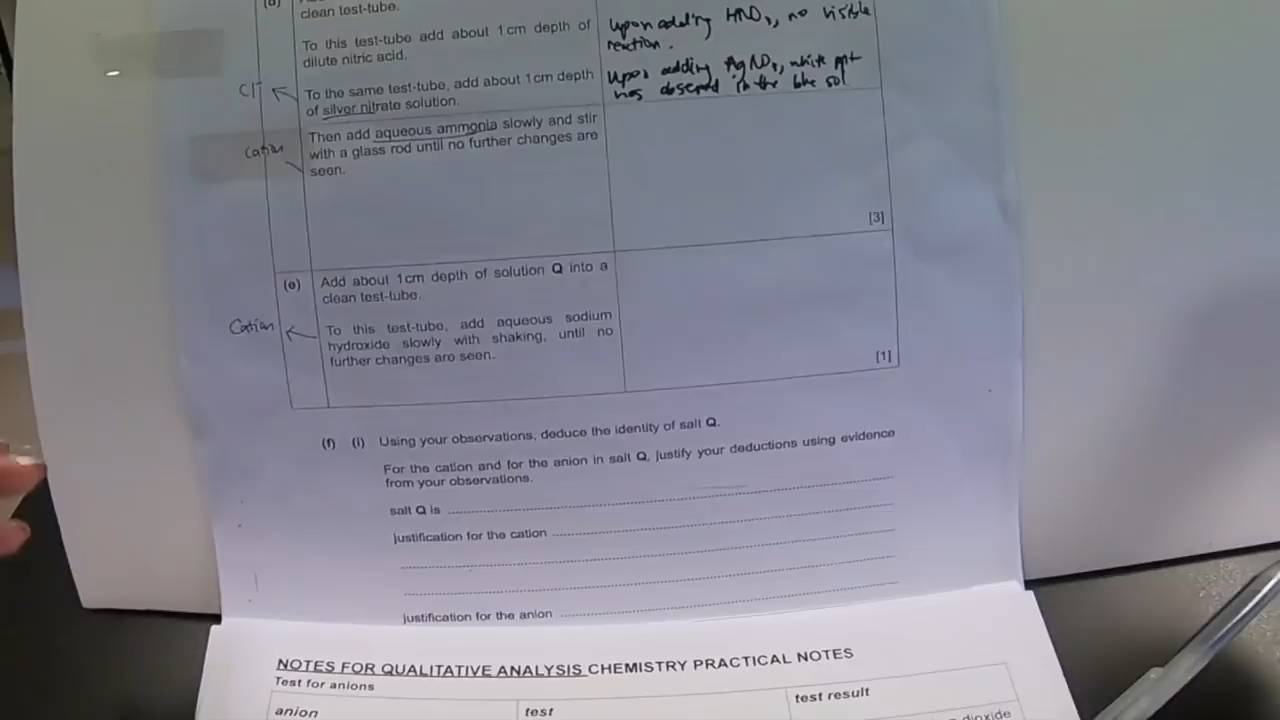 clean test-tube.
To this test-tube add about 1 cm depth of
dilute nitric acid.
To the same test-tube, add about 1 cm depth
of silver nitrate solution.
Upon adding HNO₃, no visible
reaction.
Upon adding AgNO₃, white ppt
was observed in the blue sol
Cl⁻
Then add aqueous ammonia slowly and stir
with a glass rod until no further changes are
seen.
Cation
[3]
(e) Add about 1 cm depth of solution Q into a
clean test-tube.
To this test-tube, add aqueous sodium
hydroxide slowly with shaking, until no
further changes are seen.
Cation
[1]
(f) (i) Using your observations, deduce the identity of salt Q.
For the cation and for the anion in salt Q, justify your deductions using evidence
from your observations.
salt Q is
justification for the cation
justification for the anion
NOTES FOR QUALITATIVE ANALYSIS CHEMISTRY PRACTICAL NOTES
Test for anions
anion test test result
dioxide